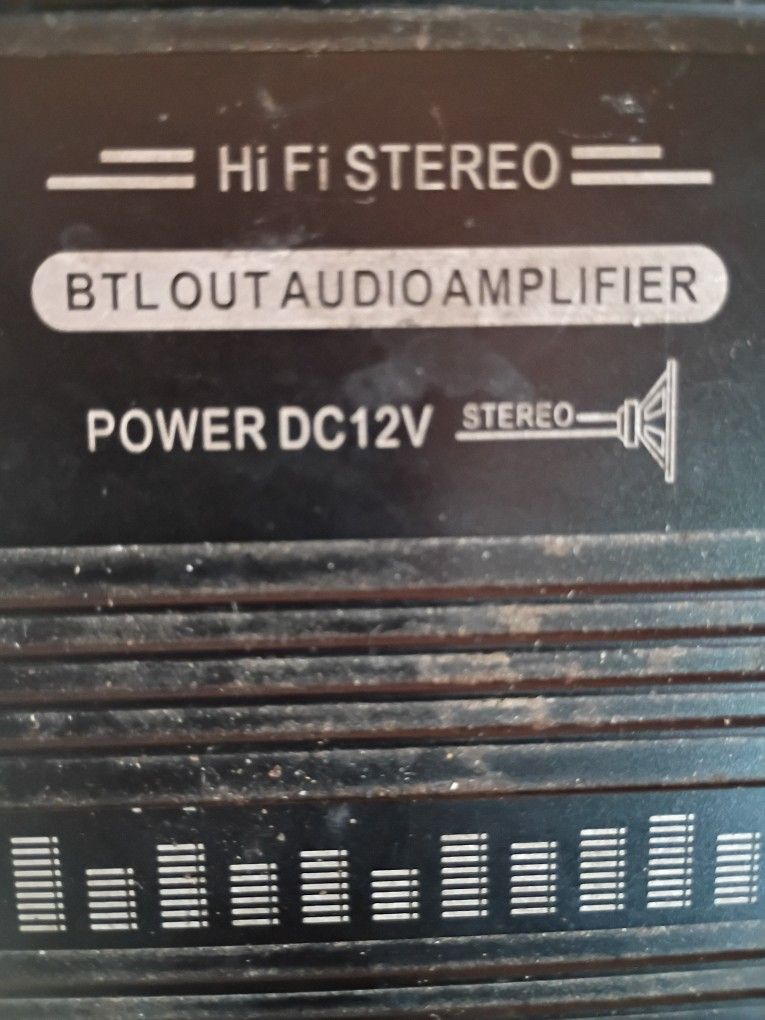 Hi Fi STEREO
BTL OUT AUDIO AMPLIFIER
POWER DC12V STEREO